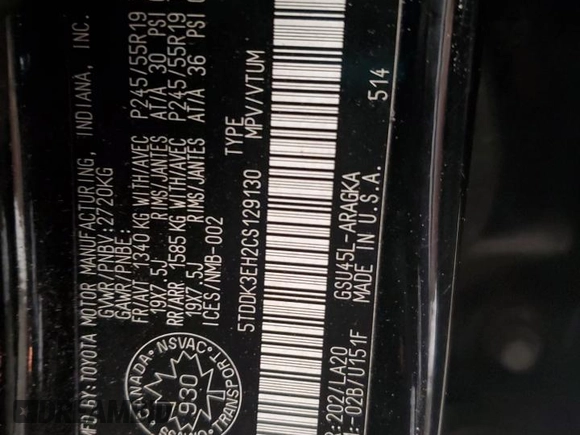 MFD.BY:TOYOTA MOTOR MANUFACTURING, INDIANA, INC.
GVWR/PNBV: 2720KG
GAWR/PNBE:
FR/AVT 1340 KG WITH/AVEC P245/55R19
19X7.5J RIMS/JANTES AT/A 30 PSI
RR/ARR 1585 KG WITH/AVEC P245/55R19
19X7.5J RIMS/JANTES AT/A 36 PSI
ICES/NMB-002
5TDDK3EH2CS129130 TYPE MPV/VTUM
CANADA NSVAC
930
TRANSPORT
R:202/LA20 GSU45L-ARAGKA
:-02B/U151F MADE IN U.S.A. 514